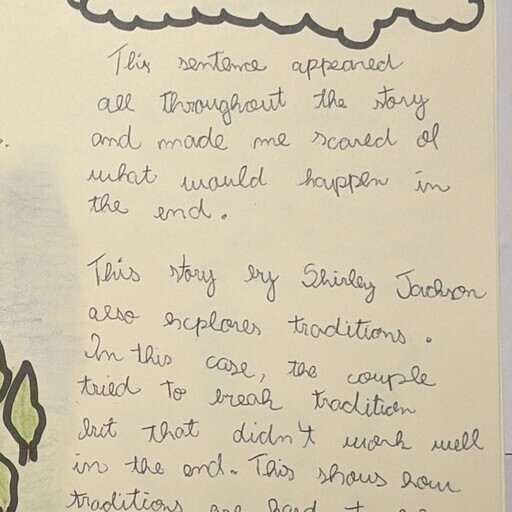 This sentence appeared
all throughout the story
and made me scared of
what would happen in
the end.
This story by Shirley Jackson
also explores traditions.
In this case, the couple
tried to break tradition
but that didn't work well
in the end. This shows how
traditions are hard